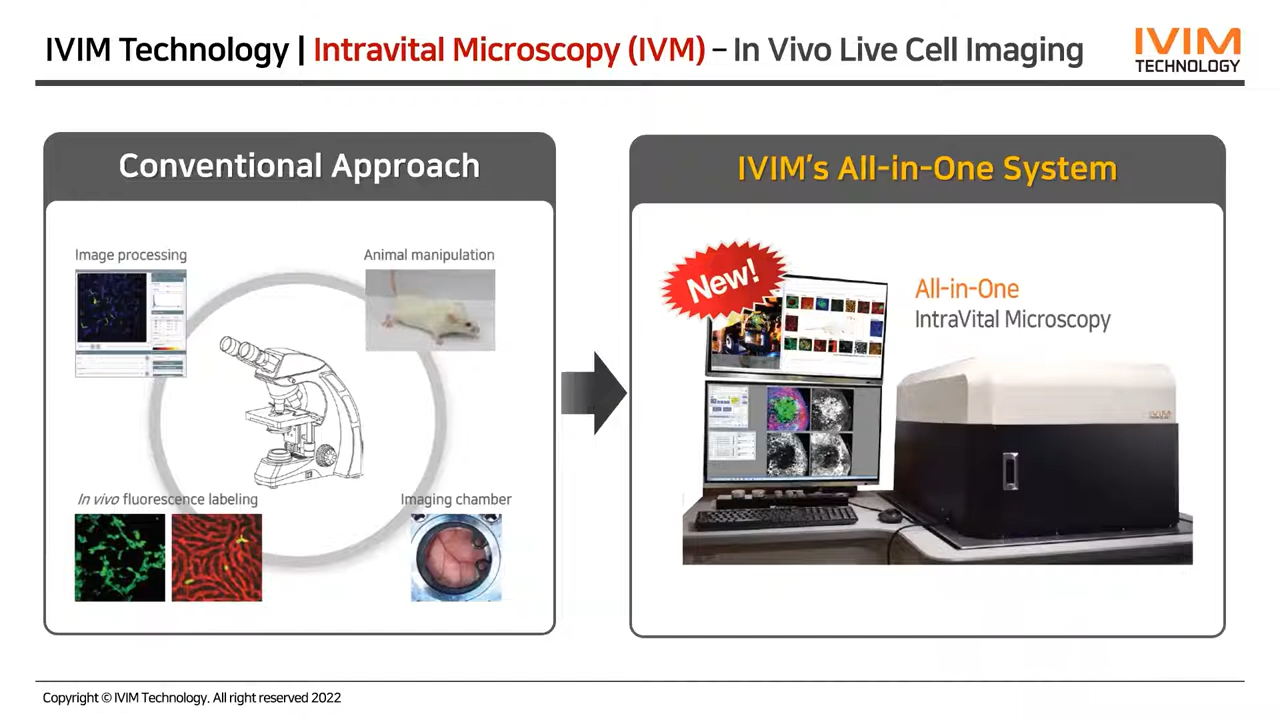 IVIM Technology | Intravital Microscopy (IVM) – In Vivo Live Cell Imaging
IVIM
TECHNOLOGY
Conventional Approach
Image processing
Animal manipulation
In vivo fluorescence labeling
Imaging chamber
IVIM's All-in-One System
New!
All-in-One
IntraVital Microscopy
IVIM
Copyright © IVIM Technology. All right reserved 2022